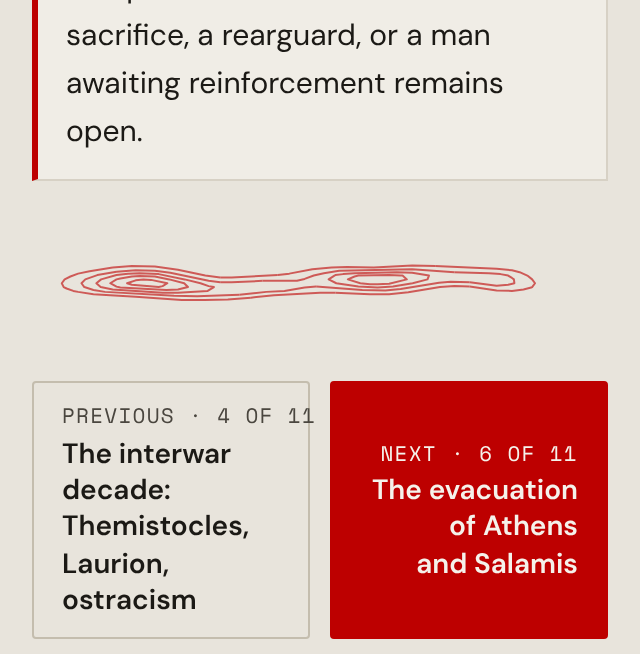 sacrifice, a rearguard, or a man
awaiting reinforcement remains
open.
PREVIOUS · 4 OF 11
The interwar
decade:
Themistocles,
Laurion,
ostracism
NEXT · 6 OF 11
The evacuation
of Athens
and Salamis